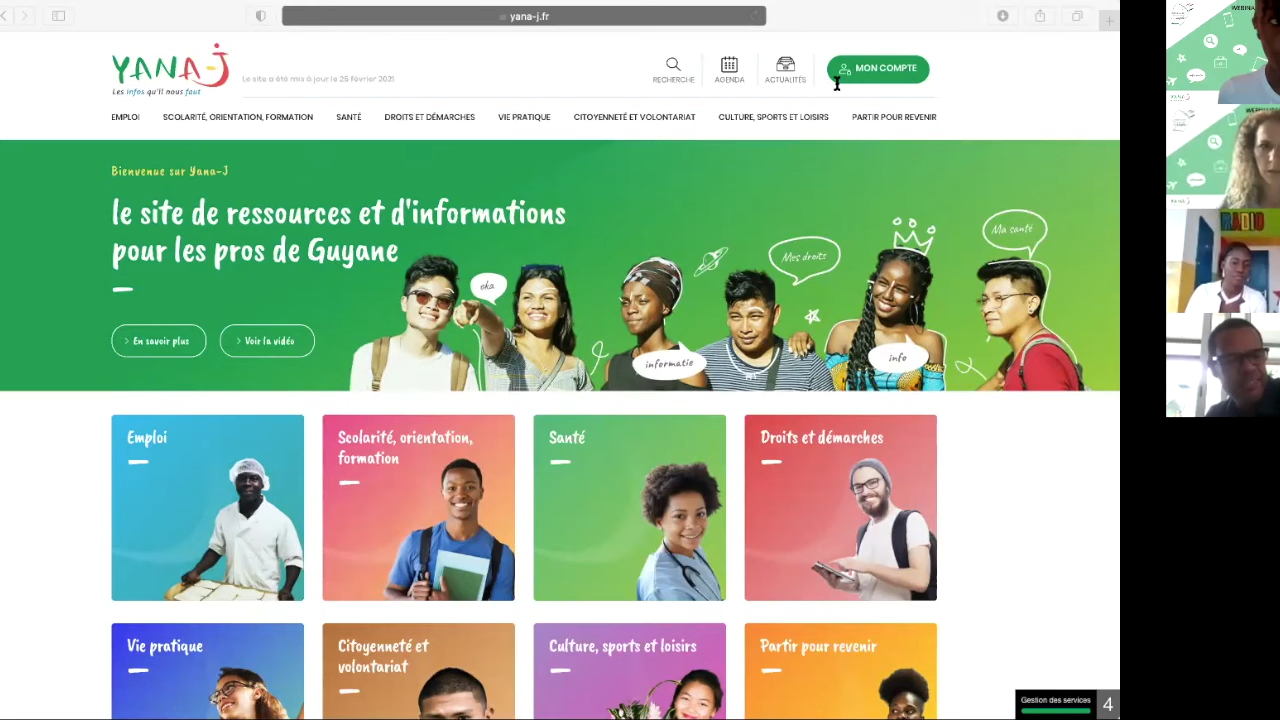 yana-j.fr
YANA-J
Les infos qu'il nous faut
Le site a été mis à jour le 25 février 2021
RECHERCHE
AGENDA
ACTUALITÉS
MON COMPTE
EMPLOI
SCOLARITÉ, ORIENTATION, FORMATION
SANTÉ
DROITS ET DÉMARCHES
VIE PRATIQUE
CITOYENNETÉ ET VOLONTARIAT
CULTURE, SPORTS ET LOISIRS
PARTIR POUR REVENIR
Bienvenue sur Yana-J
le site de ressources et d'informations
pour les pros de Guyane
> En savoir plus
> Voir la vidéo
oka
informatie
Mes droits
info
Ma santé
Emploi
Scolarité, orientation,
formation
Santé
Droits et démarches
Vie pratique
Citoyenneté et
volontariat
Culture, sports et loisirs
Partir pour revenir
RADIO
Gestion des services
4